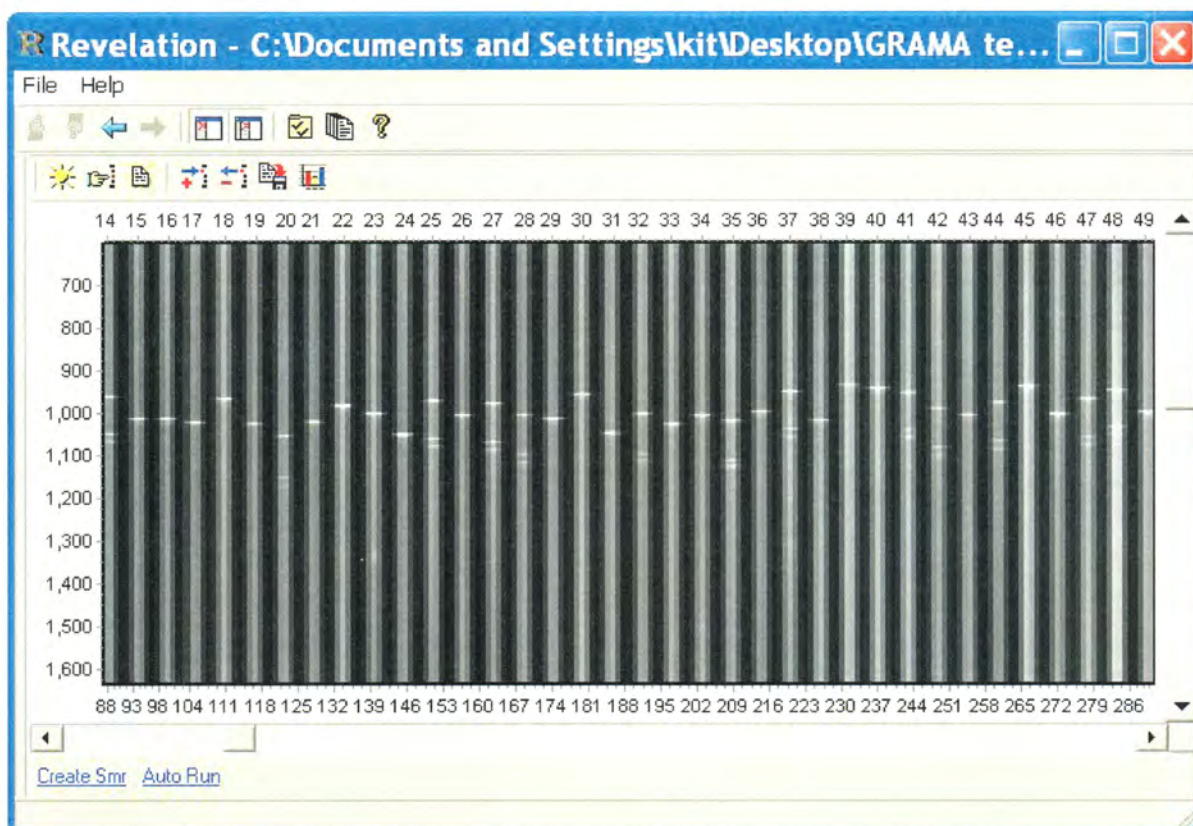 Revelation - C:\Documents and Settings\kit\Desktop\GRAMA te...
File Help
14 15 16 17 18 19 20 21 22 23 24 25 26 27 28 29 30 31 32 33 34 35 36 37 38 39 40 41 42 43 44 45 46 47 48 49
700
800
900
1,000
1,100
1,200
1,300
1,400
1,500
1,600
88 93 98 104 111 118 125 132 139 146 153 160 167 174 181 188 195 202 209 216 223 230 237 244 251 258 265 272 279 286
Create Smr Auto Run